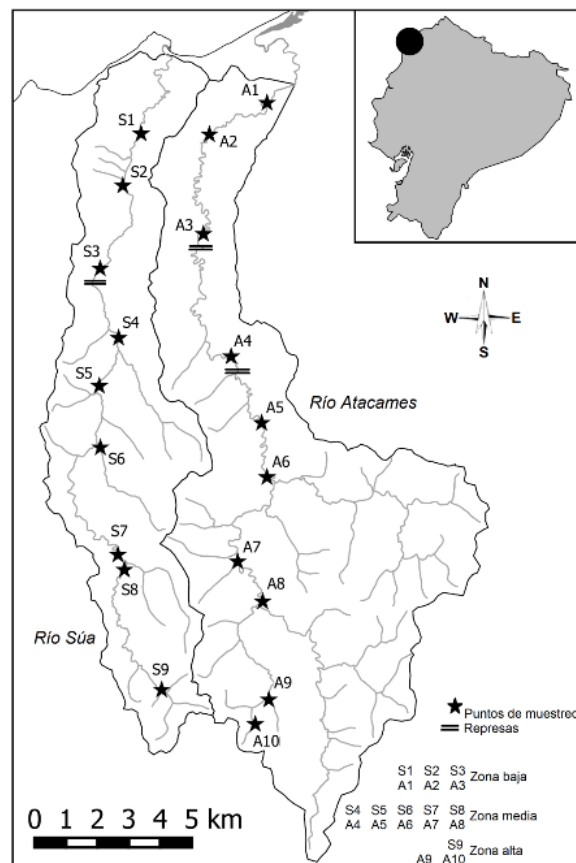 A1
S1
A2
S2
A3
S3
S4
A4
S5
A5
Río Atacames
S6
A6
S7
A7
S8
A8
Río Súa
S9
A9
A10
N
W E
S
Puntos de muestreo
Represas
S1 S2 S3
A1 A2 A3
Zona baja
S4 S5 S6 S7 S8
A4 A5 A6 A7 A8
Zona media
S9
A9 A10
Zona alta
0 1 2 3 4 5 km